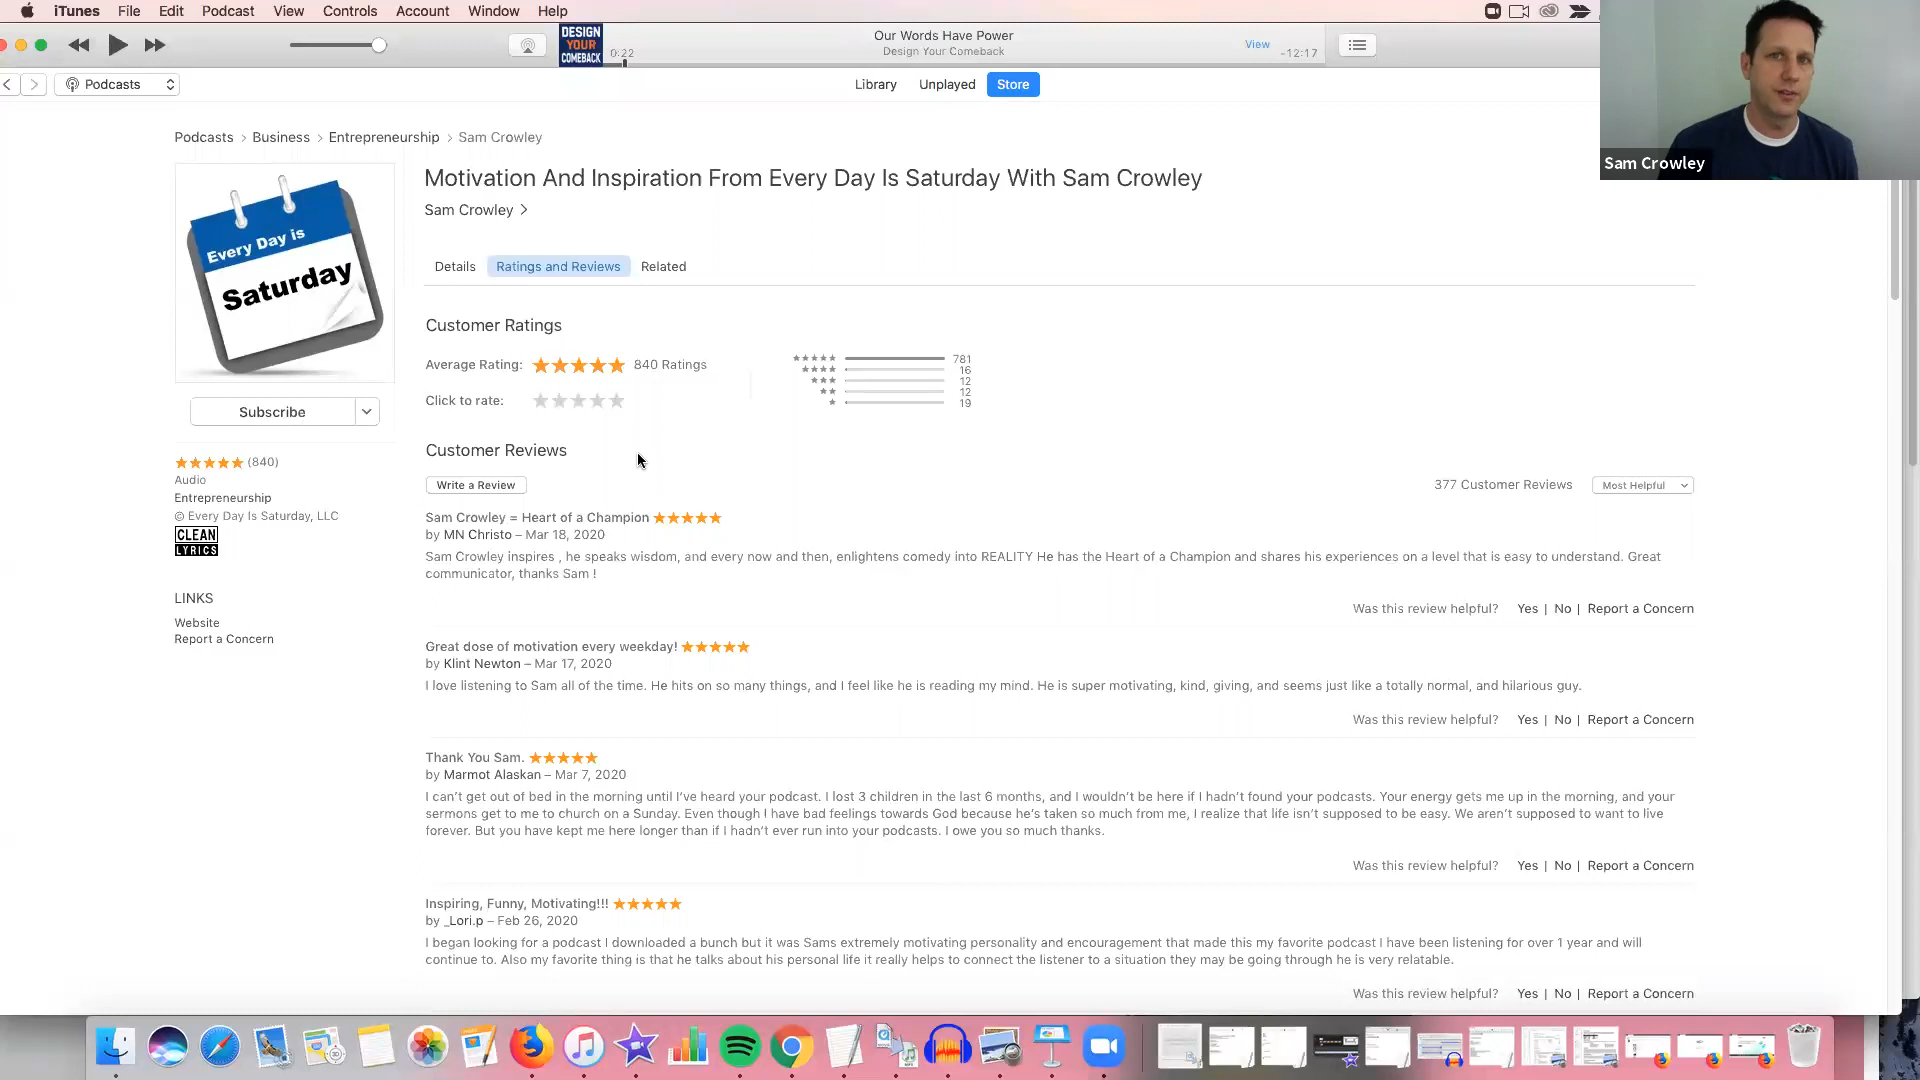 iTunes File Edit Podcast View Controls Account Window Help
DESIGN
YOUR
COMEBACK
0:22
Our Words Have Power
Design Your Comeback
View
-12:17
Podcasts
Library Unplayed Store
Sam Crowley
Podcasts > Business > Entrepreneurship > Sam Crowley
Every Day is
Saturday
Motivation And Inspiration From Every Day Is Saturday With Sam Crowley
Sam Crowley >
Details Ratings and Reviews Related
Customer Ratings
Average Rating: ★★★★★ 840 Ratings
Click to rate: ★★★★★
★★★★★ 781
★★★★ 16
★★★ 12
★★ 12
★ 19
Subscribe
★★★★★ (840)
Audio
Entrepreneurship
© Every Day Is Saturday, LLC
CLEAN
LYRICS
LINKS
Website
Report a Concern
Customer Reviews
Write a Review
377 Customer Reviews Most Helpful
Sam Crowley = Heart of a Champion ★★★★★
by MN Christo – Mar 18, 2020
Sam Crowley inspires , he speaks wisdom, and every now and then, enlightens comedy into REALITY He has the Heart of a Champion and shares his experiences on a level that is easy to understand. Great
communicator, thanks Sam !
Was this review helpful? Yes | No | Report a Concern
Great dose of motivation every weekday! ★★★★★
by Klint Newton – Mar 17, 2020
I love listening to Sam all of the time. He hits on so many things, and I feel like he is reading my mind. He is super motivating, kind, giving, and seems just like a totally normal, and hilarious guy.
Was this review helpful? Yes | No | Report a Concern
Thank You Sam. ★★★★★
by Marmot Alaskan – Mar 7, 2020
I can't get out of bed in the morning until I've heard your podcast. I lost 3 children in the last 6 months, and I wouldn't be here if I hadn't found your podcasts. Your energy gets me up in the morning, and your
sermons get to me to church on a Sunday. Even though I have bad feelings towards God because he's taken so much from me, I realize that life isn't supposed to be easy. We aren't supposed to want to live
forever. But you have kept me here longer than if I hadn't ever run into your podcasts. I owe you so much thanks.
Was this review helpful? Yes | No | Report a Concern
Inspiring, Funny, Motivating!!! ★★★★★
by _Lori.p – Feb 26, 2020
I began looking for a podcast I downloaded a bunch but it was Sams extremely motivating personality and encouragement that made this my favorite podcast I have been listening for over 1 year and will
continue to. Also my favorite thing is that he talks about his personal life it really helps to connect the listener to a situation they may be going through he is very relatable.
Was this review helpful? Yes | No | Report a Concern